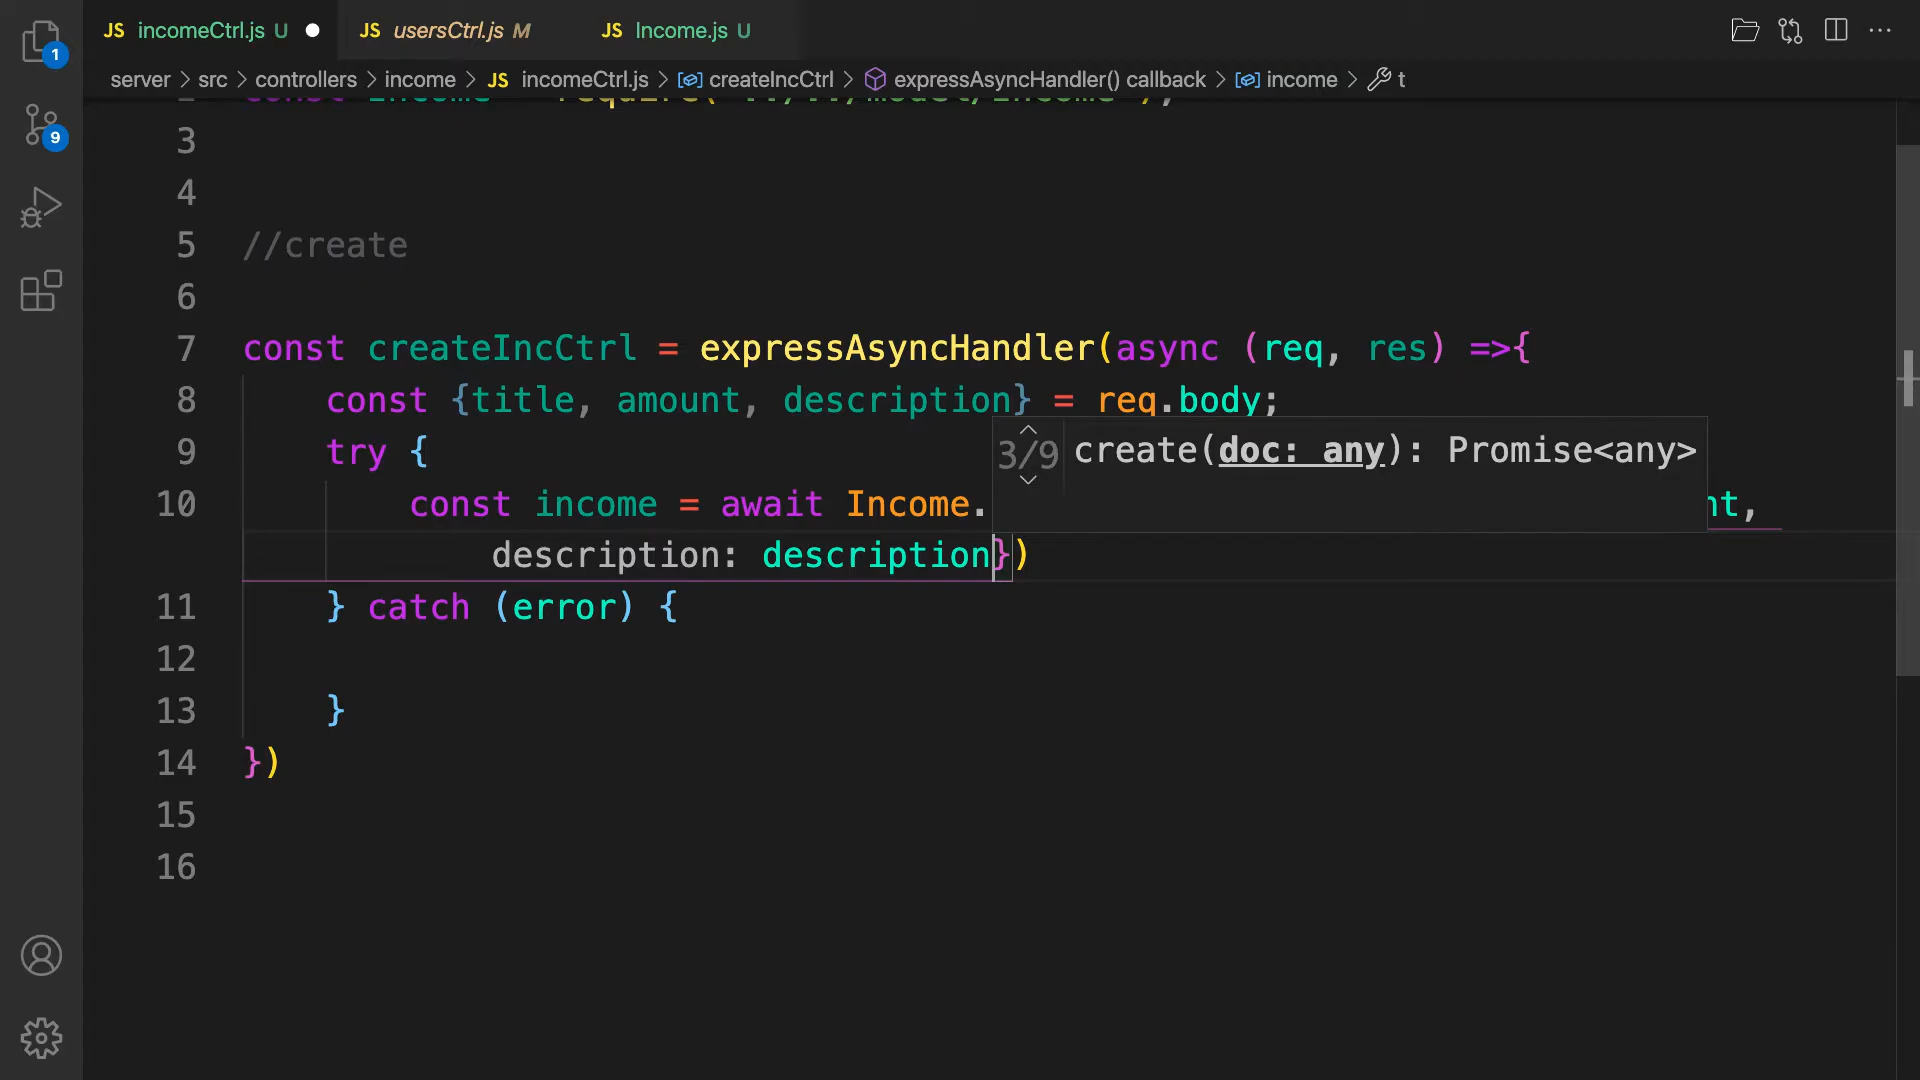 JS incomeCtrl.js U JS usersCtrl.js M JS Income.js U
1
server > src > controllers > income > JS incomeCtrl.js > createIncCtrl > expressAsyncHandler() callback > income > t
9
3
4
5 //create
6
7 const createIncCtrl = expressAsyncHandler(async (req, res) =>{
8 const {title, amount, description} = req.body;
9 try {
3/9 create(doc: any): Promise<any>
10 const income = await Income. nt,
description: description})
11 } catch (error) {
12
13 }
14 })
15
16